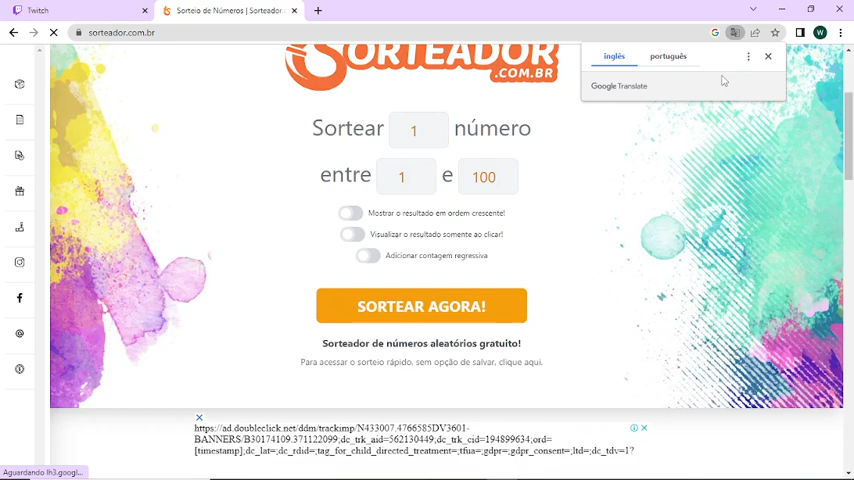 Twitch
Sorteio de Números | Sorteador.
sorteador.com.br
W
inglês português
Google Translate
SORTEADOR
.COM.BR
Sortear 1 número
entre 1 e 100
Mostrar o resultado em ordem crescente!
Visualizar o resultado somente ao clicar!
Adicionar contagem regressiva
SORTEAR AGORA!
Sorteador de números aleatórios gratuito!
Para acessar o sorteio rápido, sem opção de salvar, clique aqui.
https://ad.doubleclick.net/ddm/trackimp/N433007.4766585DV3601-
BANNERS/B30174109.371122099;dc_trk_aid=562130449;dc_trk_cid=194899634;ord=
[timestamp];dc_lat=;dc_rdid=;tag_for_child_directed_treatment=;tfua=;gdpr=;gdpr_consent=;ltd=;dc_tdv=1?
Aguardando lh3.googl...